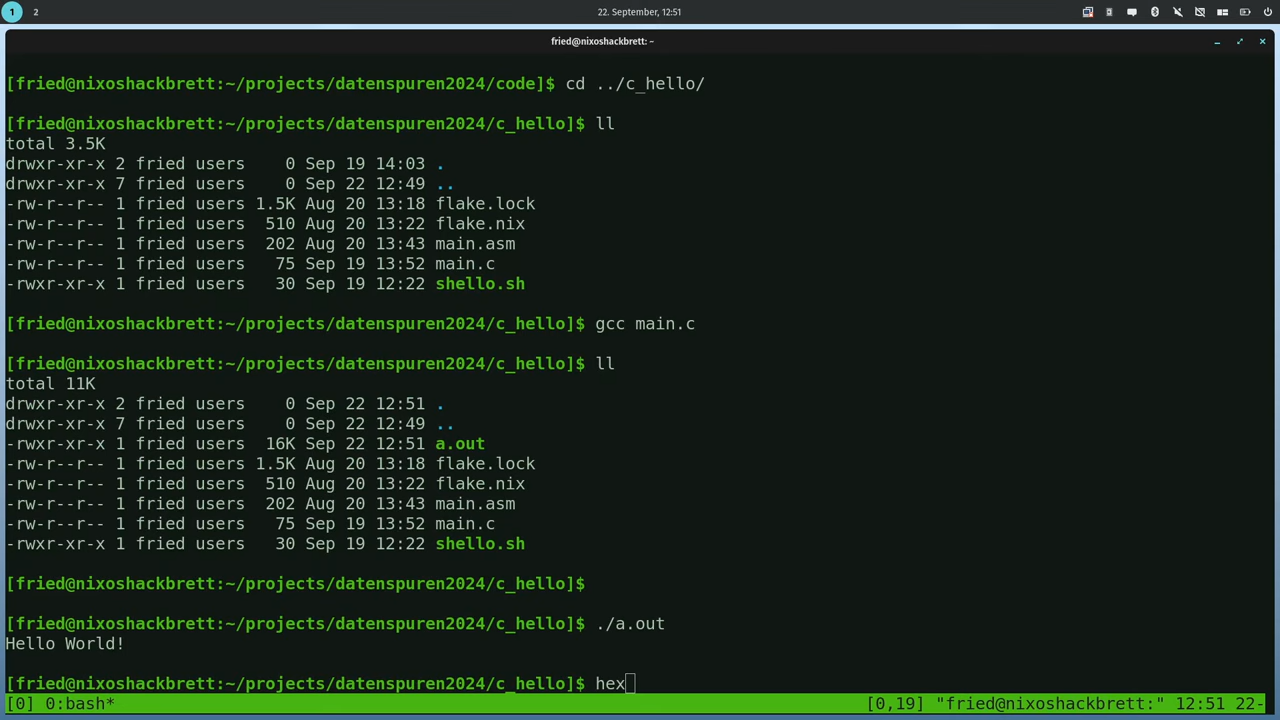 1 2 22. September, 12:51
fried@nixoshackbrett: ~
[fried@nixoshackbrett:~/projects/datenspuren2024/code]$ cd ../c_hello/
[fried@nixoshackbrett:~/projects/datenspuren2024/c_hello]$ ll
total 3.5K
drwxr-xr-x 2 fried users    0 Sep 19 14:03 .
drwxr-xr-x 7 fried users    0 Sep 22 12:49 ..
-rw-r--r-- 1 fried users 1.5K Aug 20 13:18 flake.lock
-rw-r--r-- 1 fried users  510 Aug 20 13:22 flake.nix
-rw-r--r-- 1 fried users  202 Aug 20 13:43 main.asm
-rw-r--r-- 1 fried users   75 Sep 19 13:52 main.c
-rwxr-xr-x 1 fried users   30 Sep 19 12:22 shello.sh
[fried@nixoshackbrett:~/projects/datenspuren2024/c_hello]$ gcc main.c
[fried@nixoshackbrett:~/projects/datenspuren2024/c_hello]$ ll
total 11K
drwxr-xr-x 2 fried users    0 Sep 22 12:51 .
drwxr-xr-x 7 fried users    0 Sep 22 12:49 ..
-rwxr-xr-x 1 fried users  16K Sep 22 12:51 a.out
-rw-r--r-- 1 fried users 1.5K Aug 20 13:18 flake.lock
-rw-r--r-- 1 fried users  510 Aug 20 13:22 flake.nix
-rw-r--r-- 1 fried users  202 Aug 20 13:43 main.asm
-rw-r--r-- 1 fried users   75 Sep 19 13:52 main.c
-rwxr-xr-x 1 fried users   30 Sep 19 12:22 shello.sh
[fried@nixoshackbrett:~/projects/datenspuren2024/c_hello]$
[fried@nixoshackbrett:~/projects/datenspuren2024/c_hello]$ ./a.out
Hello World!
[fried@nixoshackbrett:~/projects/datenspuren2024/c_hello]$ hex
[0] 0:bash* [0,19] "fried@nixoshackbrett:" 12:51 22-